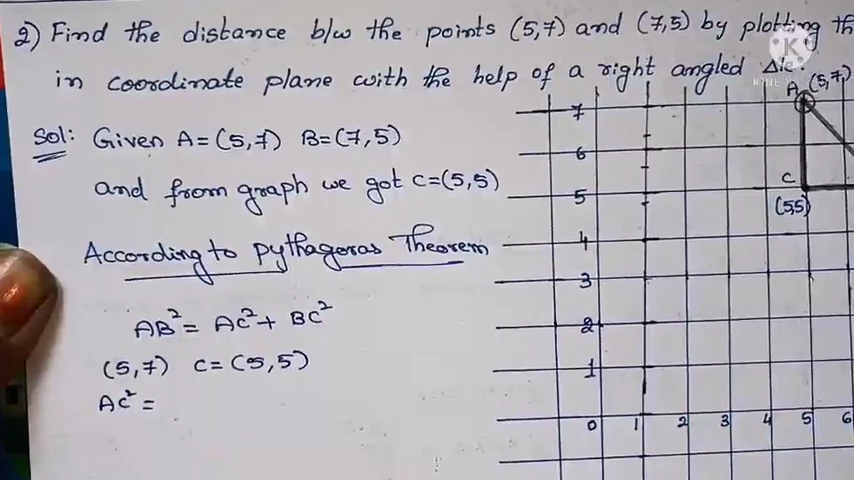 2) Find the distance b/w the points (5,7) and (7,5) by plotting th
in coordinate plane with the help of a right angled Δle.
Sol: Given A=(5,7) B=(7,5)
and from graph we got C=(5,5)
According to pythagoras Theorem
AB²= AC²+ BC²
(5,7) C=(5,5)
AC²=
A (5,7)
C
(5,5)
7
6
5
4
3
2
1
0 1 2 3 4 5 6
K